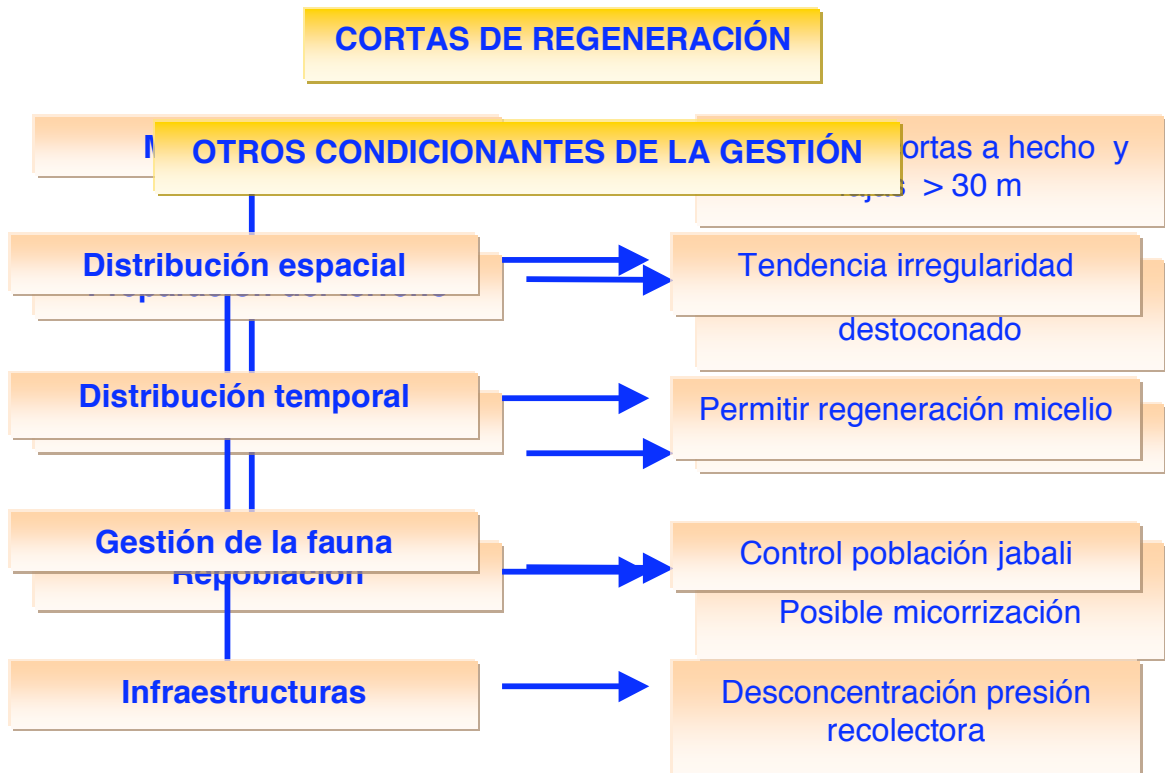 CORTAS DE REGENERACIÓN
OTROS CONDICIONANTES DE LA GESTIÓN
a hecho y
> 30 m
Distribución espacial
Tendencia irregularidad
destoconado
Distribución temporal
Permitir regeneración micelio
Gestión de la fauna
Control población jabali
Repoblación
Posible micorrización
Infraestructuras
Desconcentración presión
recolectora